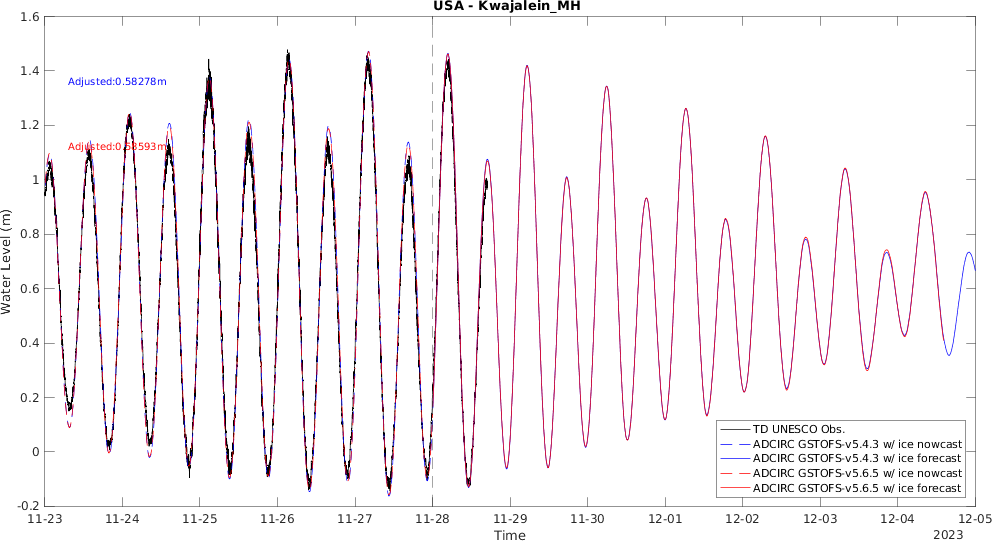 USA - Kwajalein_MH
1.6
1.4
1.2
1
0.8
0.6
0.4
0.2
0
-0.2
Water Level (m)
Adjusted:0.58278m
Adjusted:0.58593m
TD UNESCO Obs.
ADCIRC GSTOFS-v5.4.3 w/ ice nowcast
ADCIRC GSTOFS-v5.4.3 w/ ice forecast
ADCIRC GSTOFS-v5.6.5 w/ ice nowcast
ADCIRC GSTOFS-v5.6.5 w/ ice forecast
11-23 11-24 11-25 11-26 11-27 11-28 11-29 11-30 12-01 12-02 12-03 12-04 12-05
Time
2023